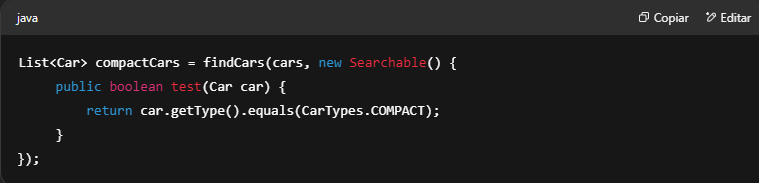 java Copiar Editar
List<Car> compactCars = findCars(cars, new Searchable() {
public boolean test(Car car) {
return car.getType().equals(CarTypes.COMPACT);
}
});